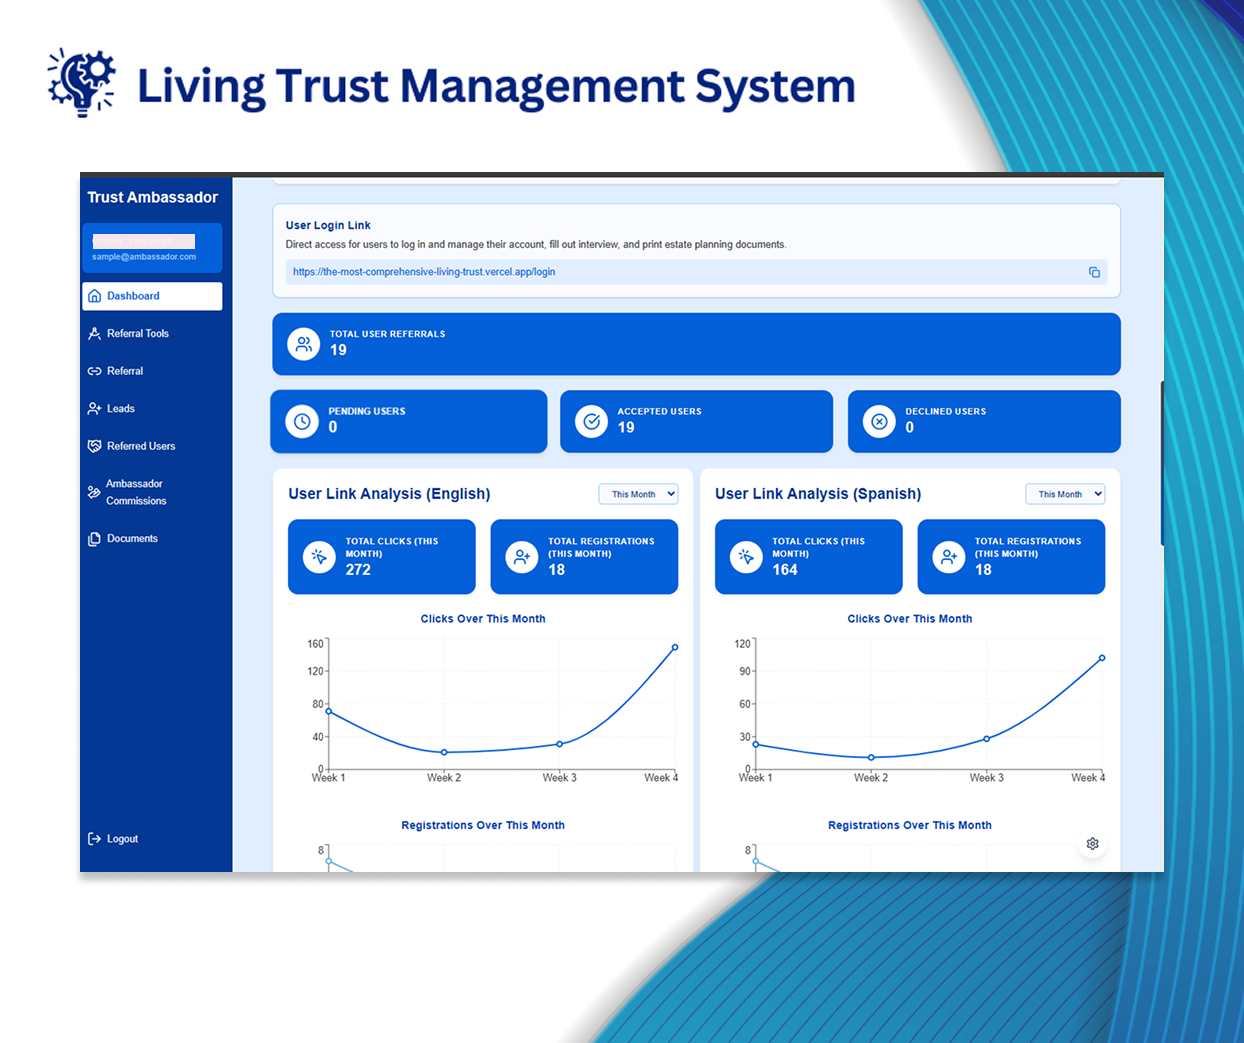 Living Trust Management System
Trust Ambassador
sample@ambassador.com
Dashboard
Referral Tools
Referral
Leads
Referred Users
Ambassador
Commissions
Documents
Logout
User Login Link
Direct access for users to log in and manage their account, fill out interview, and print estate planning documents.
https://the-most-comprehensive-living-trust.vercel.app/login
TOTAL USER REFERRALS
19
PENDING USERS
0
ACCEPTED USERS
19
DECLINED USERS
0
User Link Analysis (English)
This Month
TOTAL CLICKS (THIS
MONTH)
272
TOTAL REGISTRATIONS
(THIS MONTH)
18
Clicks Over This Month
160
120
80
40
0
Week 1
Week 2
Week 3
Week 4
Registrations Over This Month
8
User Link Analysis (Spanish)
This Month
TOTAL CLICKS (THIS
MONTH)
164
TOTAL REGISTRATIONS
(THIS MONTH)
18
Clicks Over This Month
120
90
60
30
0
Week 1
Week 2
Week 3
Week 4
Registrations Over This Month
8